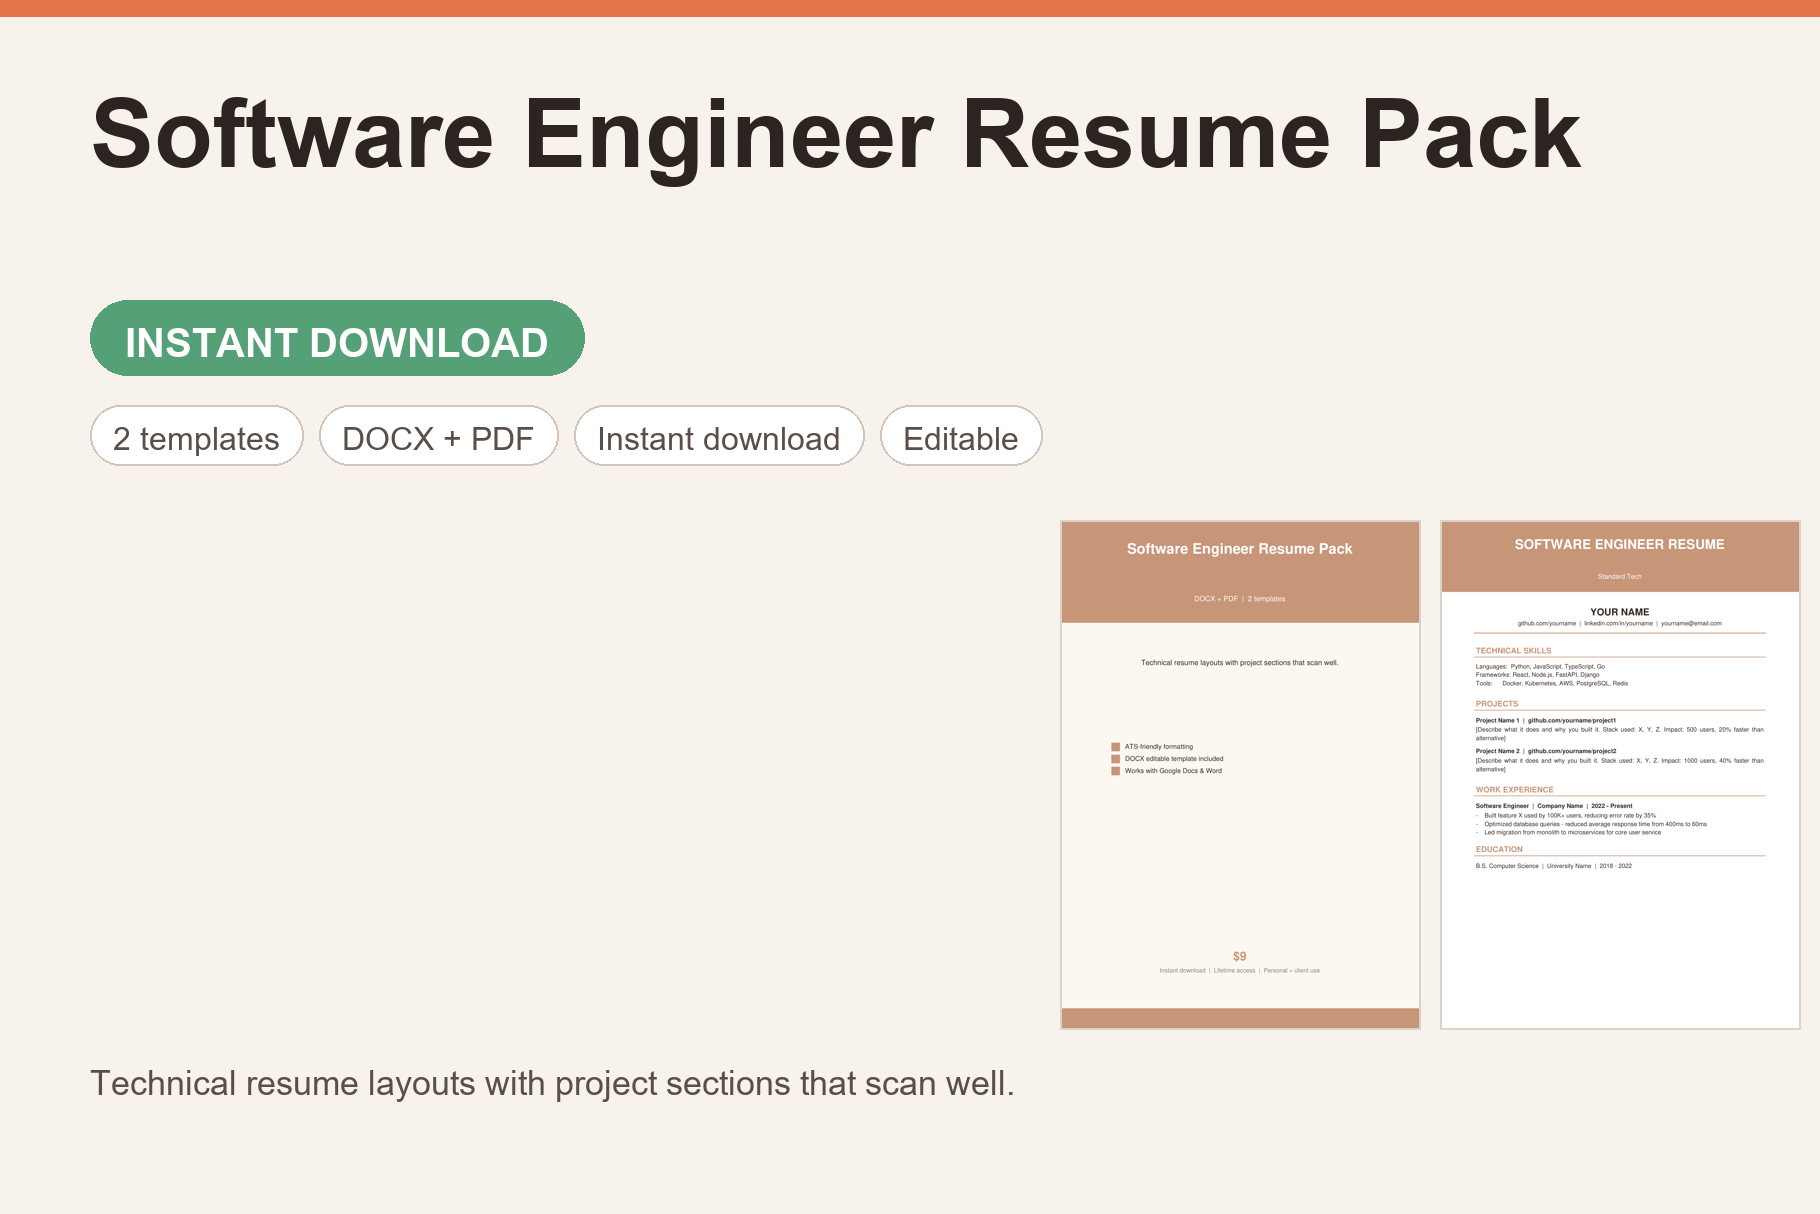 Software Engineer Resume Pack
INSTANT DOWNLOAD
2 templates
DOCX + PDF
Instant download
Editable
Software Engineer Resume Pack
DOCX + PDF | 2 templates
Technical resume layouts with project sections that scan well.
ATS-friendly formatting
DOCX editable template included
Works with Google Docs & Word
$9
Instant download | Lifetime access | Personal + client use
SOFTWARE ENGINEER RESUME
Standard Tech
YOUR NAME
github.com/yourname | linkedin.com/in/yourname | yourname@email.com
TECHNICAL SKILLS
Languages: Python, JavaScript, TypeScript, Go
Frameworks: React, Node.js, FastAPI, Django
Tools: Docker, Kubernetes, AWS, PostgreSQL, Redis
PROJECTS
Project Name 1 | github.com/yourname/project1
[Describe what it does and why you built it. Stack used: X, Y, Z. Impact: 500 users, 20% faster than
alternative]
Project Name 2 | github.com/yourname/project2
[Describe what it does and why you built it. Stack used: X, Y, Z. Impact: 1000 users, 40% faster than
alternative]
WORK EXPERIENCE
Software Engineer | Company Name | 2022 - Present
- Built feature X used by 100K+ users, reducing error rate by 35%
- Optimized database queries - reduced average response time from 400ms to 60ms
- Led migration from monolith to microservices for core user service
EDUCATION
B.S. Computer Science | University Name | 2018 - 2022
Technical resume layouts with project sections that scan well.